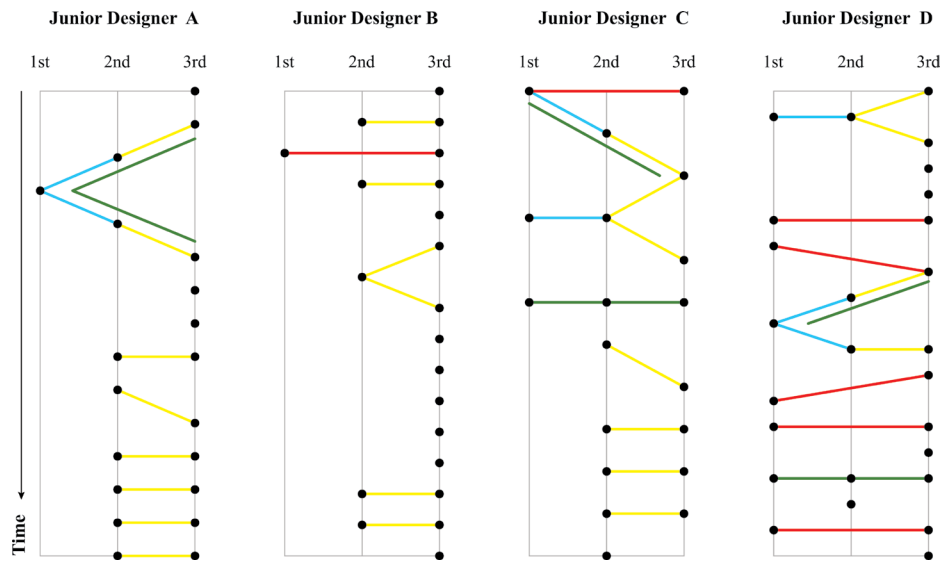 Junior Designer A
Junior Designer B
Junior Designer C
Junior Designer D
1st 2nd 3rd
1st 2nd 3rd
1st 2nd 3rd
1st 2nd 3rd
Time